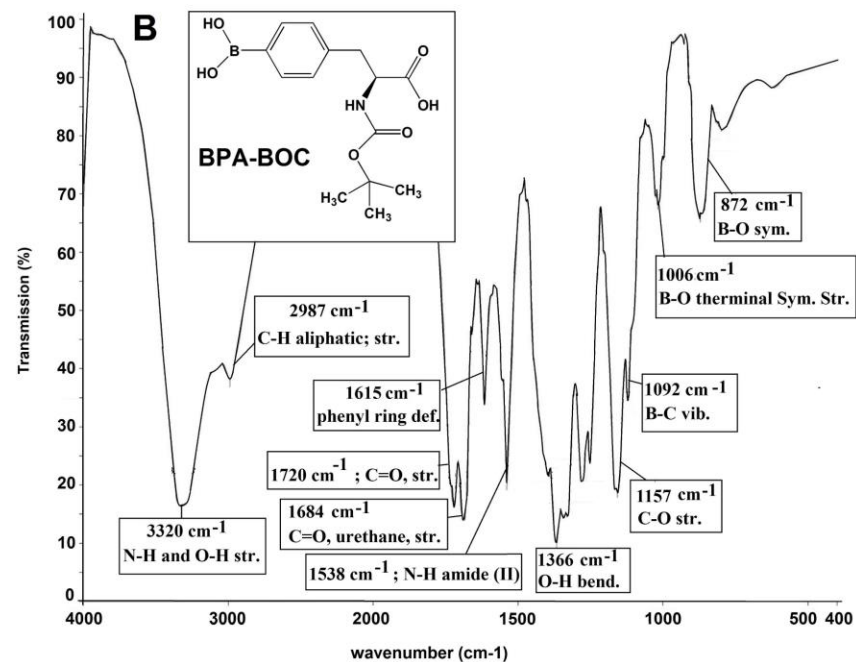 B
Transmission (%)
100
90
80
70
60
50
40
30
20
10
0
4000
3000
2000
1500
1000
500
400
wavenumber (cm-1)
HO
B
HO
O
OH
HN
O
O
H₃C
CH₃
CH₃
BPA-BOC
2987 cm⁻¹
C-H aliphatic; str.
3320 cm⁻¹
N-H and O-H str.
1615 cm⁻¹
phenyl ring def.
1720 cm⁻¹ ; C=O, str.
1684 cm⁻¹
C=O, urethane, str.
1538 cm⁻¹ ; N-H amide (II)
1366 cm⁻¹
O-H bend.
872 cm⁻¹
B-O sym.
1006 cm⁻¹
B-O therminal Sym. Str.
1092 cm⁻¹
B-C vib.
1157 cm⁻¹
C-O str.